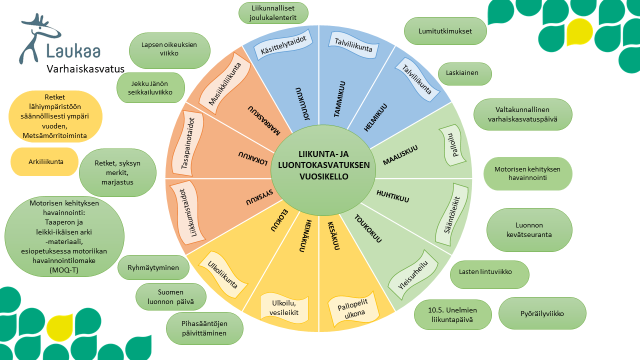 Laukaa
Varhaiskasvatus
Liikunnalliset
joulukalenterit
Lapsen oikeuksien
viikko
Jekku Jänön
seikkailuviikko
Retket
lähiympäristöön
säännöllisesti ympäri
vuoden,
Metsämörritoiminta
Arkiliikunta
Retket, syksyn
merkit,
marjastus
Motorisen kehityksen
havainnointi:
Taaperon ja
leikki-ikäisen arki
-materiaali,
esiopetuksessa motoriikan
havainnointilomake
(MOQ-T)
Ryhmäytyminen
Suomen
luonnon päivä
Pihasääntöjen
päivittäminen
Lumitutkimukset
Laskiainen
Valtakunnallinen
varhaiskasvatuspäivä
Motorisen kehityksen
havainnointi
Luonnon
kevätseuranta
Lasten lintuviikko
10.5. Unelmien
liikuntapäivä
Pyöräilyviikko
LIIKUNTA- JA
LUONTOKASVATUKSEN
VUOSIKELLO
TAMMIKUU
Talviliikunta
HELMIKUU
Talviliikunta
MAALISKUU
Palloilu
HUHTIKUU
Sääntöleikit
TOUKOKUU
Yleisurheilu
KESÄKUU
Pallopelit
ulkona
HEINÄKUU
Ulkoilu,
vesileikit
ELOKUU
Ulkoliikunta
SYYSKUU
Liikkumistaidot
LOKAKUU
Tasapainotaidot
MARRASKUU
Musiikkiliikunta
JOULUKUU
Käsittelytaidot